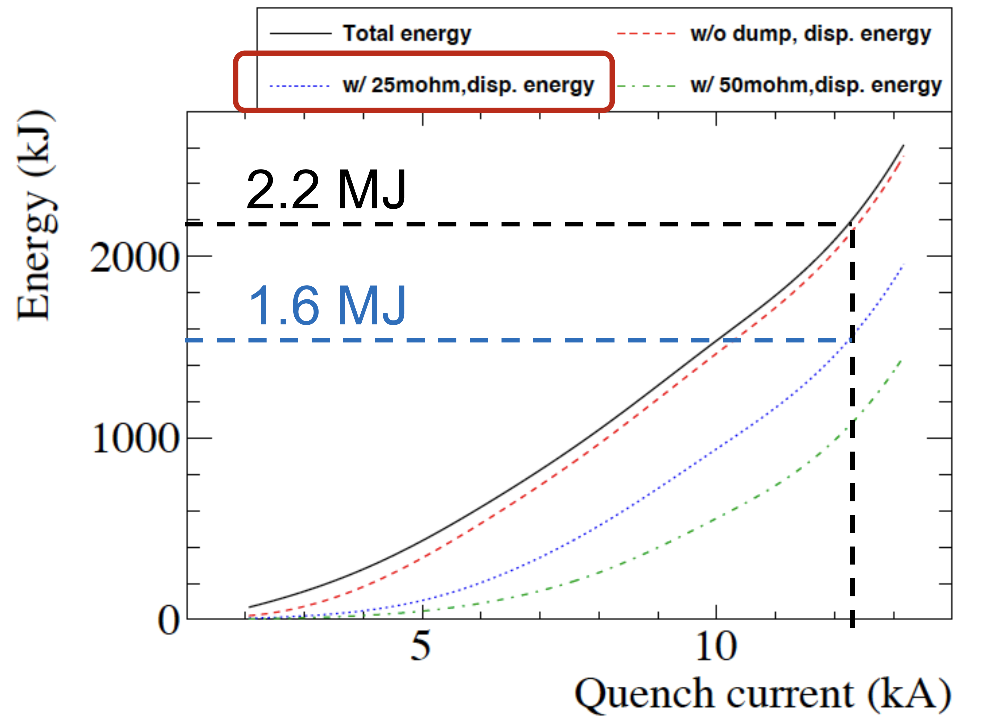 Total energy
w/o dump, disp. energy
w/ 25mohm,disp. energy
w/ 50mohm,disp. energy
Energy (kJ)
2.2 MJ
2000
1.6 MJ
1000
0
5
10
Quench current (kA)